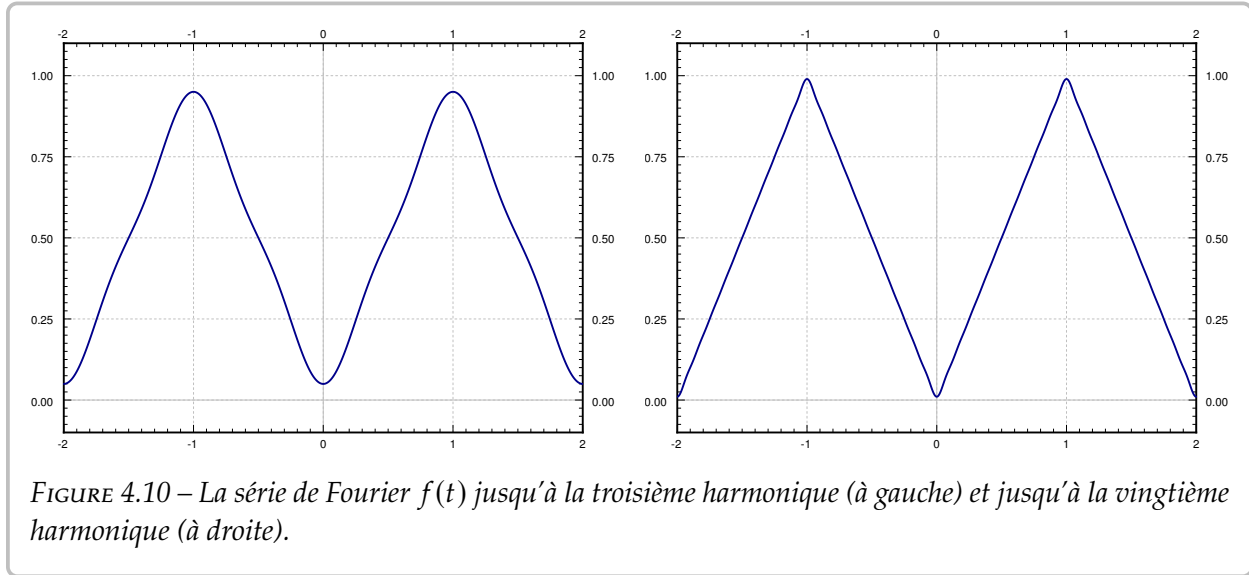 -2 -1 0 1 2
1.00 1.00
0.75 0.75
0.50 0.50
0.25 0.25
0.00 0.00
-2 -1 0 1 2
-2 -1 0 1 2
1.00 1.00
0.75 0.75
0.50 0.50
0.25 0.25
0.00 0.00
-2 -1 0 1 2
FIGURE 4.10 – La série de Fourier f(t) jusqu'à la troisième harmonique (à gauche) et jusqu'à la vingtième
harmonique (à droite).